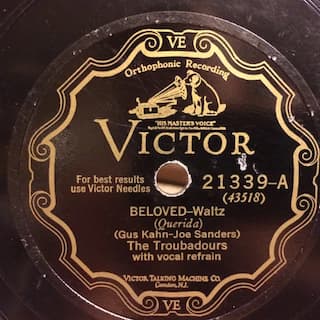 VE
Orthophonic Recording
"HIS MASTER'S VOICE"
VICTOR
For best results
use Victor Needles
21339-A
(43518)
BELOVED-Waltz
(Querida)
(Gus Kahn-Joe Sanders)
The Troubadours
with vocal refrain
VICTOR TALKING MACHINE CO.
Camden, N.J.
VE